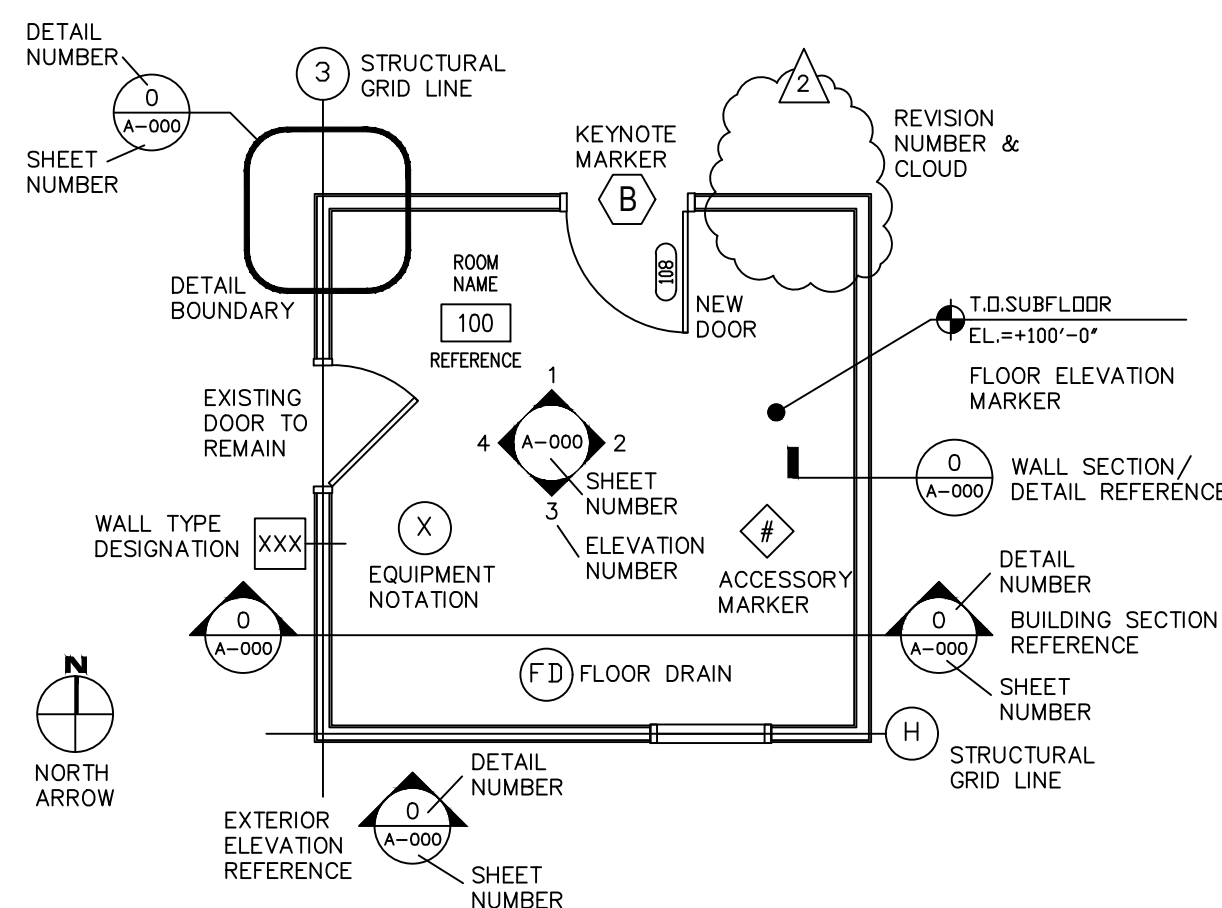 DETAIL
NUMBER
0
A-000
SHEET
NUMBER
3
STRUCTURAL
GRID LINE
KEYNOTE
MARKER
B
2
REVISION
NUMBER &
CLOUD
DETAIL
BOUNDARY
ROOM
NAME
100
REFERENCE
108
NEW
DOOR
T.O.SUBFLOOR
EL.=+100'-0"
FLOOR ELEVATION
MARKER
EXISTING
DOOR TO
REMAIN
1
4
A-000
2
3
SHEET
NUMBER
ELEVATION
NUMBER
0
A-000
WALL SECTION/
DETAIL REFERENCE
WALL TYPE
DESIGNATION
XXX
X
EQUIPMENT
NOTATION
#
ACCESSORY
MARKER
DETAIL
NUMBER
0
A-000
0
A-000
BUILDING SECTION
REFERENCE
SHEET
NUMBER
FD
FLOOR DRAIN
N
NORTH
ARROW
H
STRUCTURAL
GRID LINE
DETAIL
NUMBER
0
A-000
EXTERIOR
ELEVATION
REFERENCE
SHEET
NUMBER